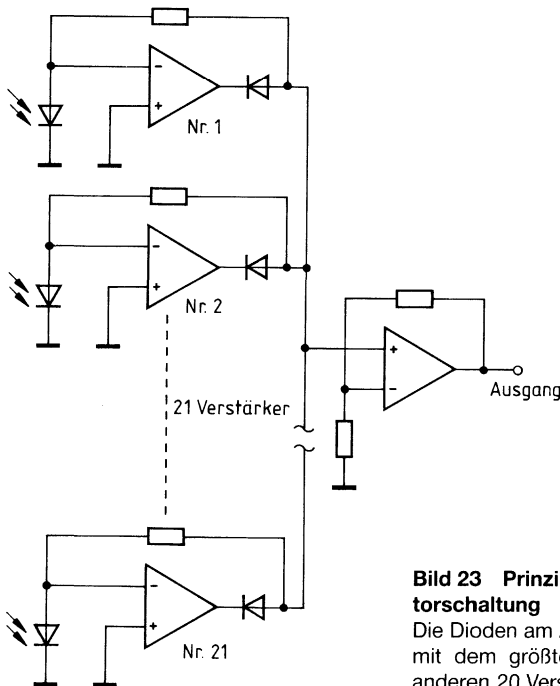 Nr. 1
Nr. 2
21 Verstärker
Ausgang
Nr. 21
Bild 23 Prinzi
torschaltung
Die Dioden am
mit dem größte
anderen 20 Vers